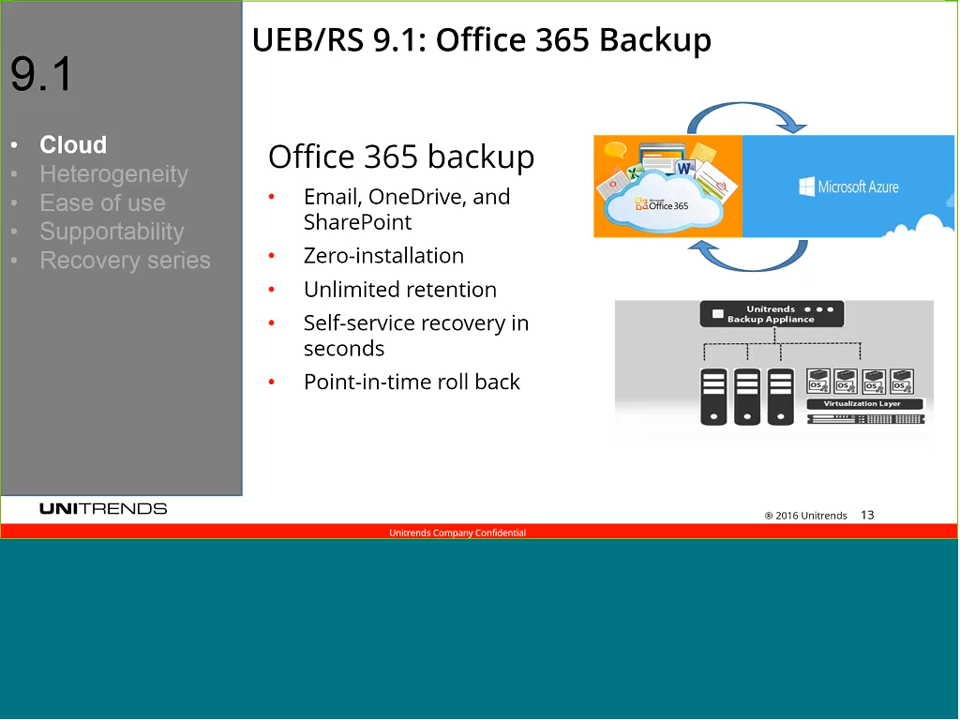 UEB/RS 9.1: Office 365 Backup
9.1
• Cloud
• Heterogeneity
• Ease of use
• Supportability
• Recovery series
Office 365 backup
• Email, OneDrive, and
SharePoint
• Zero-installation
• Unlimited retention
• Self-service recovery in
seconds
• Point-in-time roll back
Office 365
Microsoft Azure
Unitrends
Backup Appliance
OS OS OS OS
Virtualization Layer
UNITRENDS
® 2016 Unitrends 13
Unitrends Company Confidential